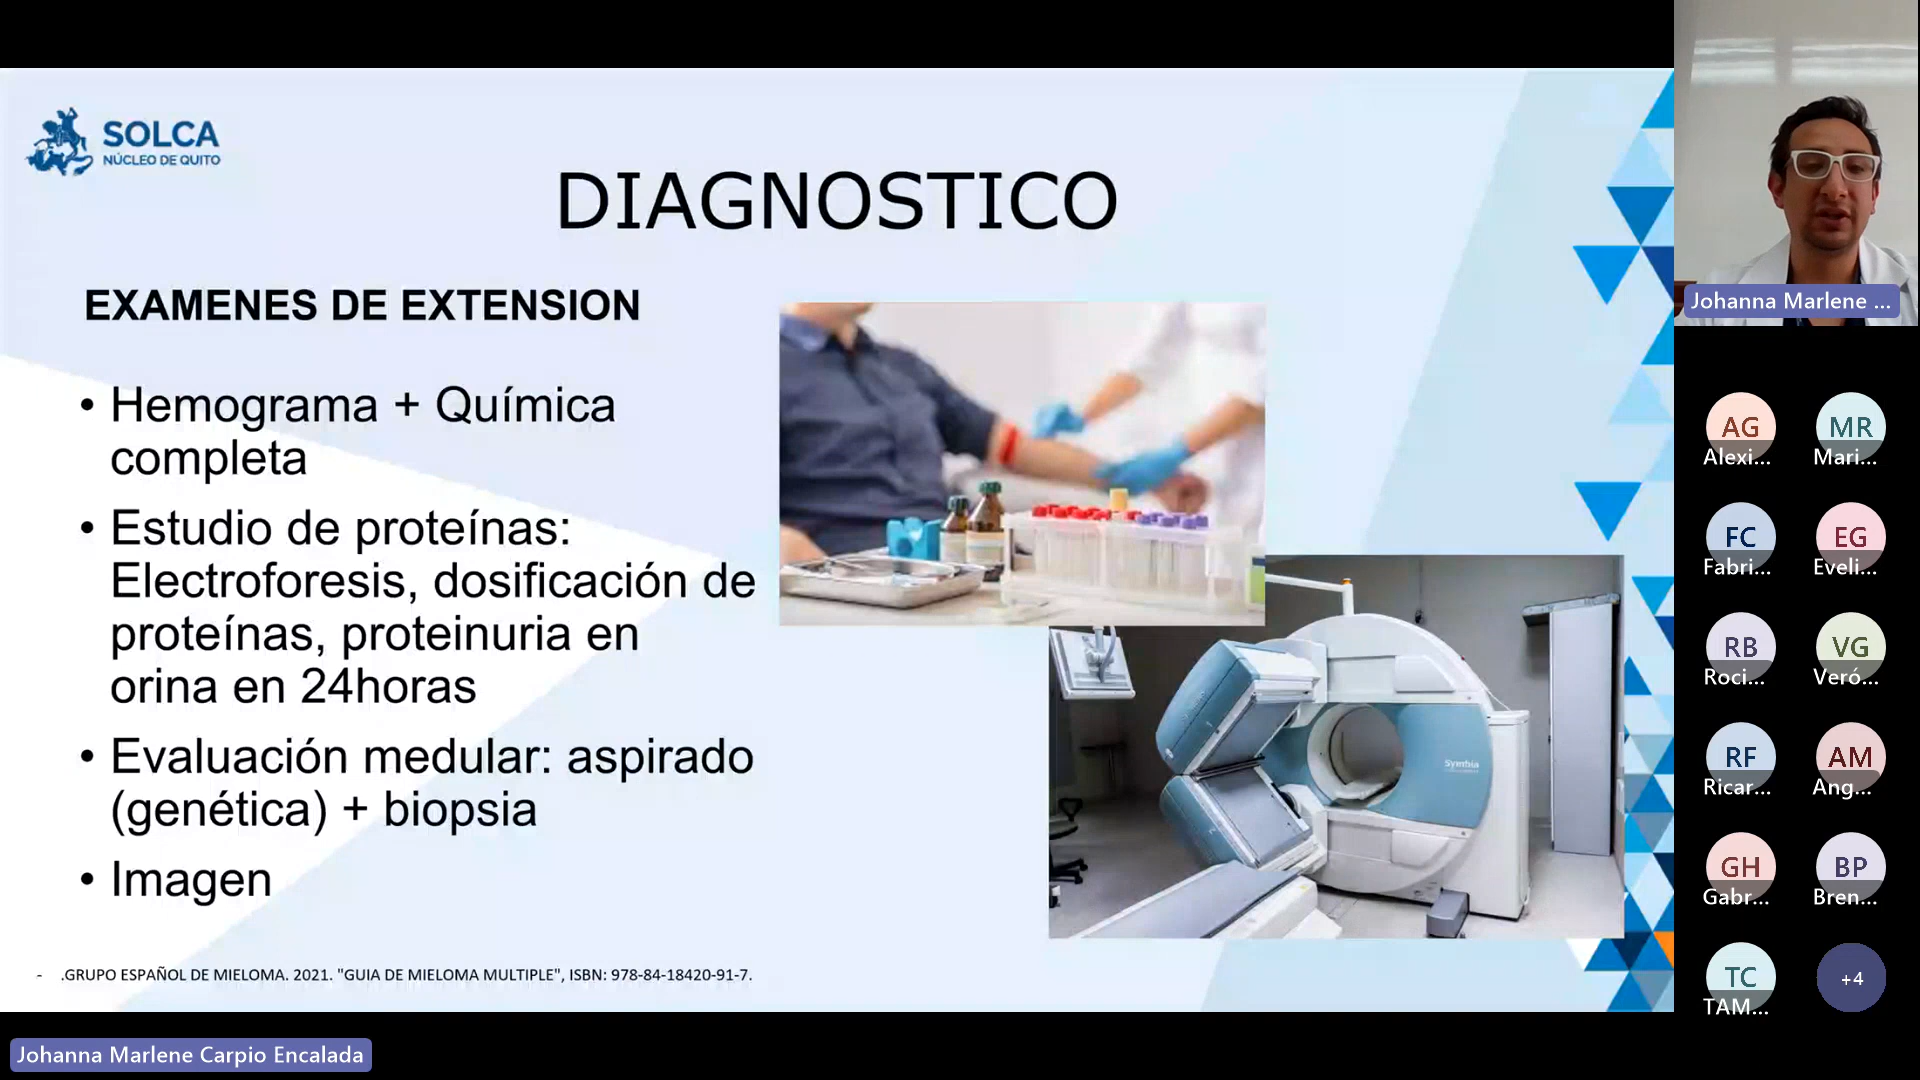 SOLCA
NÚCLEO DE QUITO
DIAGNOSTICO
EXAMENES DE EXTENSION
• Hemograma + Química
completa
• Estudio de proteínas:
Electroforesis, dosificación de
proteínas, proteinuria en
orina en 24horas
• Evaluación medular: aspirado
(genética) + biopsia
• Imagen
Symbia
- .GRUPO ESPAÑOL DE MIELOMA. 2021. "GUIA DE MIELOMA MULTIPLE", ISBN: 978-84-18420-91-7.
Johanna Marlene Carpio Encalada
Johanna Marlene ...
AG
Alexi...
MR
Mari...
FC
Fabri...
EG
Eveli...
RB
Roci...
VG
Veró...
RF
Ricar...
AM
Ang...
GH
Gabr...
BP
Bren...
TC
TAM...
+4